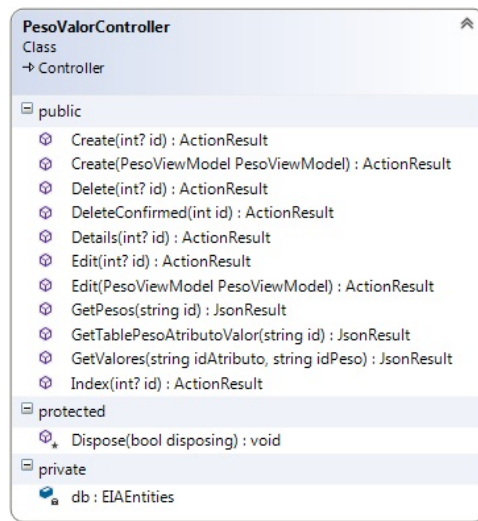 PesoValorController
Class
Controller
public
Create(int? id) : ActionResult
Create(PesoViewModel PesoViewModel) : ActionResult
Delete(int? id) : ActionResult
DeleteConfirmed(int id) : ActionResult
Details(int? id) : ActionResult
Edit(int? id) : ActionResult
Edit(PesoViewModel PesoViewModel) : ActionResult
GetPesos(string id) : JsonResult
GetTablePesoAtributoValor(string id) : JsonResult
GetValores(string idAtributo, string idPeso) : JsonResult
Index(int? id) : ActionResult
protected
Dispose(bool disposing) : void
private
db : EIAEntities